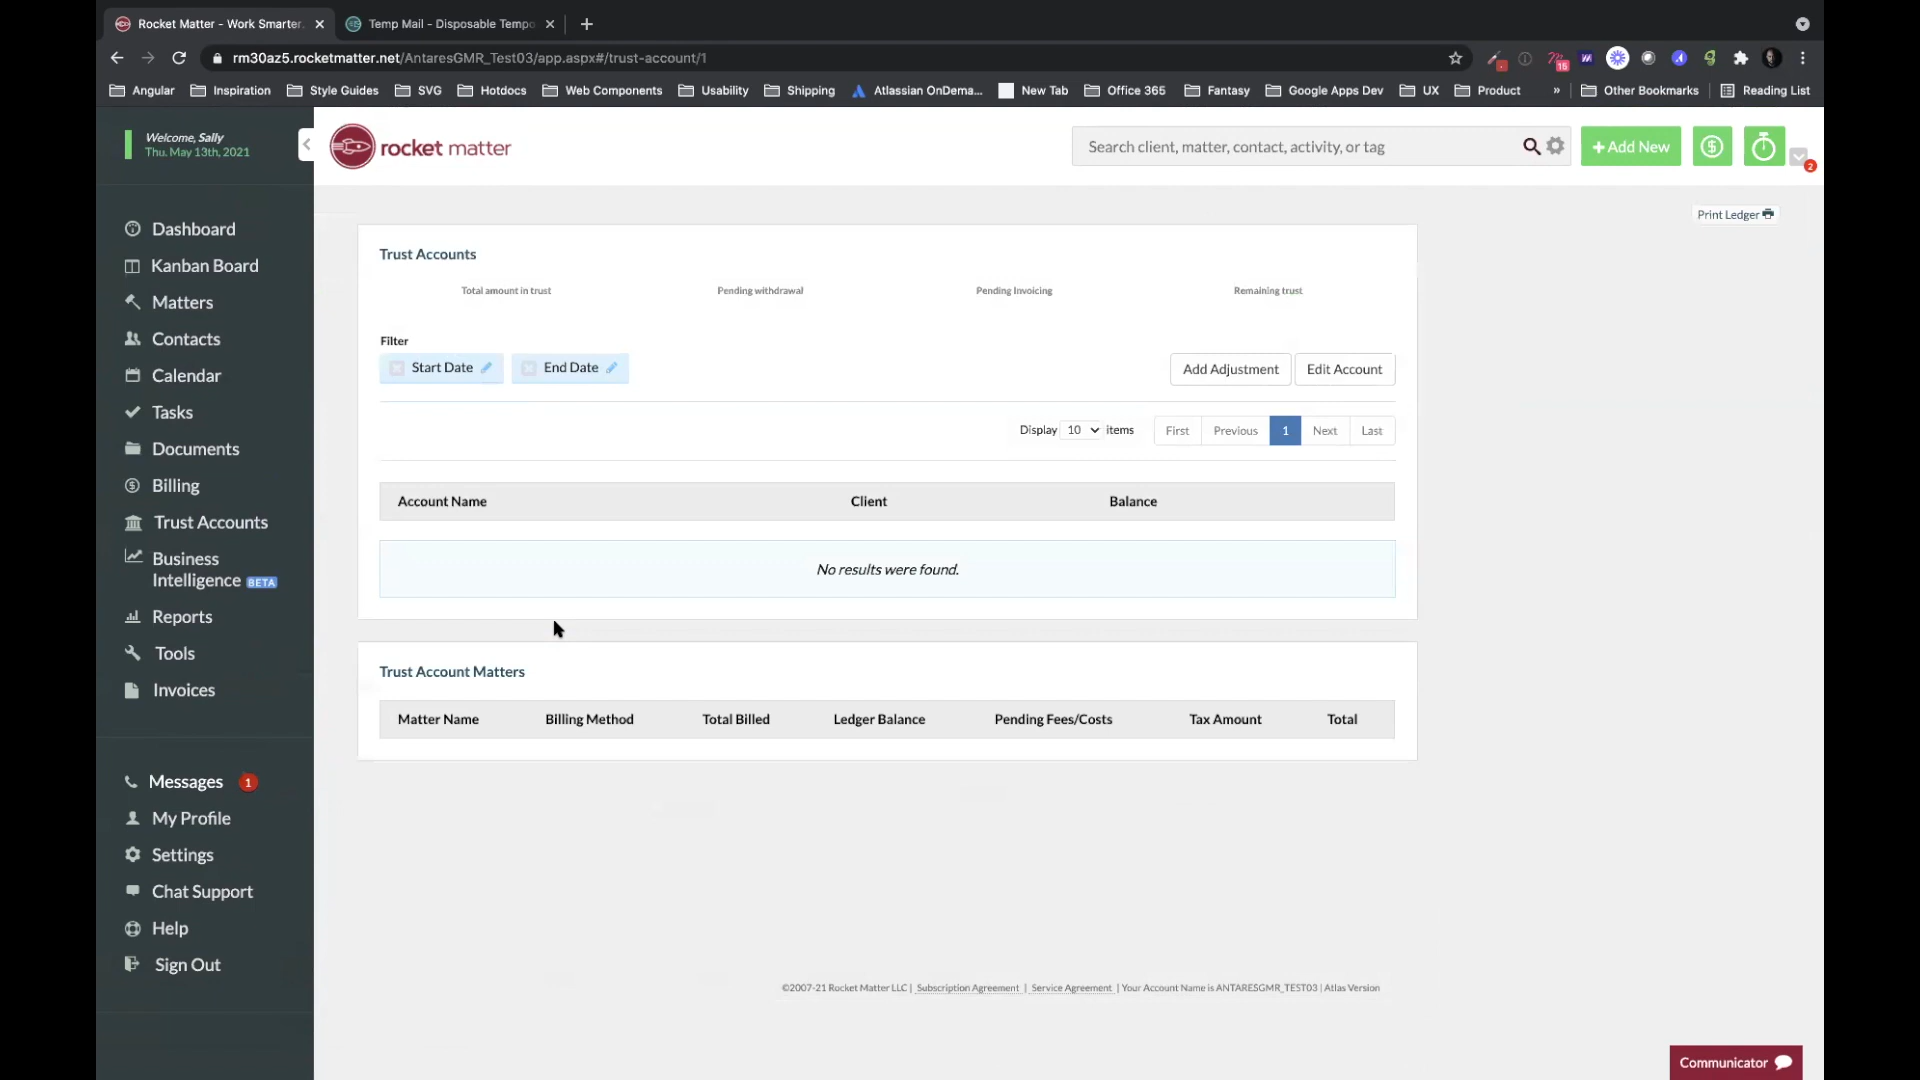 Rocket Matter - Work Smarter.
Temp Mail - Disposable Tempo
rm30az5.rocketmatter.net/AntaresGMR_Test03/app.aspx#/trust-account/1
15
Angular
Inspiration
Style Guides
SVG
Hotdocs
Web Components
Usability
Shipping
Atlassian OnDema...
New Tab
Office 365
Fantasy
Google Apps Dev
UX
Product
»
Other Bookmarks
Reading List
Welcome, Sally
Thu. May 13th, 2021
rocket matter
Search client, matter, contact, activity, or tag
+ Add New
2
Print Ledger
Dashboard
Kanban Board
Matters
Contacts
Calendar
Tasks
Documents
Billing
Trust Accounts
Business
Intelligence BETA
Reports
Tools
Invoices
Messages 1
My Profile
Settings
Chat Support
Help
Sign Out
Trust Accounts
Total amount in trust
Pending withdrawal
Pending Invoicing
Remaining trust
Filter
Start Date
End Date
Add Adjustment
Edit Account
Display 10 items
First
Previous
1
Next
Last
Account Name
Client
Balance
No results were found.
Trust Account Matters
Matter Name
Billing Method
Total Billed
Ledger Balance
Pending Fees/Costs
Tax Amount
Total
©2007-21 Rocket Matter LLC | Subscription Agreement | Service Agreement | Your Account Name is ANTARESGMR_TEST03 | Atlas Version
Communicator